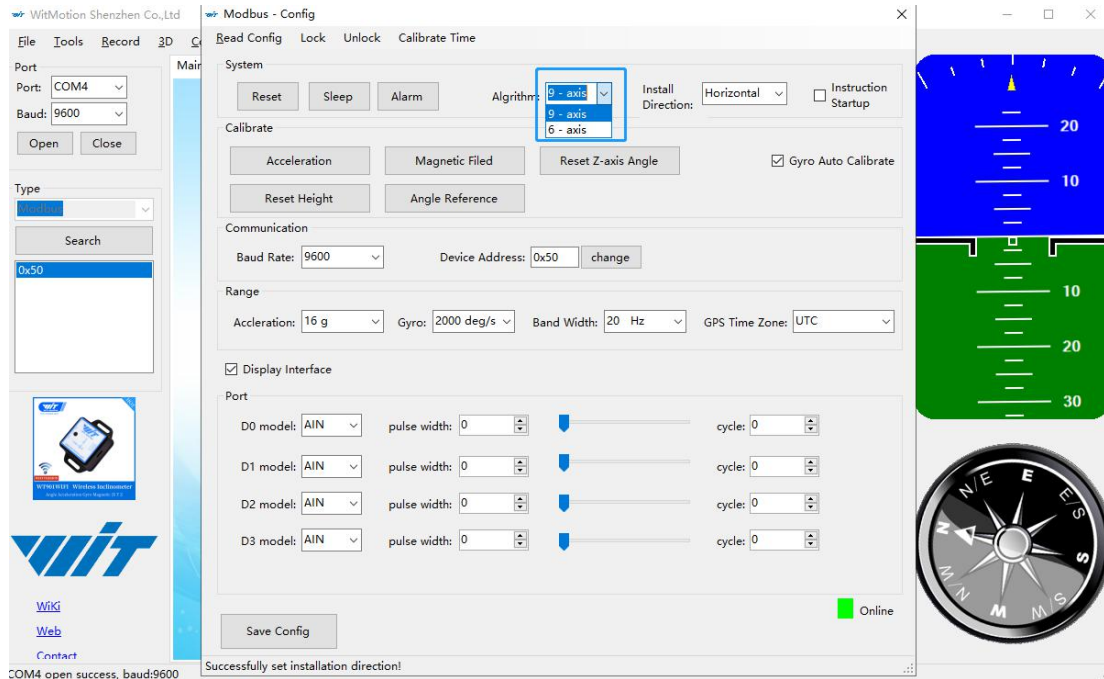 WitMotion Shenzhen Co.,Ltd
File Tools Record 3D
Port
Port: COM4
Baud: 9600
Open Close
Type
Modbus
Search
0x50
WIT
WT901WIFI Wireless Inclinometer
WIT
WiKi
Web
Contact
COM4 open success, baud:9600
Modbus - Config
Read Config Lock Unlock Calibrate Time
System
Reset Sleep Alarm Algrithm: 9 - axis Install Direction: Horizontal Instruction Startup
9 - axis
6 - axis
Calibrate
Acceleration Magnetic Filed Reset Z-axis Angle Gyro Auto Calibrate
Reset Height Angle Reference
Communication
Baud Rate: 9600 Device Address: 0x50 change
Range
Accleration: 16 g Gyro: 2000 deg/s Band Width: 20 Hz GPS Time Zone: UTC
Display Interface
Port
D0 model: AIN pulse width: 0 cycle: 0
D1 model: AIN pulse width: 0 cycle: 0
D2 model: AIN pulse width: 0 cycle: 0
D3 model: AIN pulse width: 0 cycle: 0
Online
Save Config
Successfully set installation direction!
20
10
10
20
30
N/E E E/S
N S
N/W W W/S